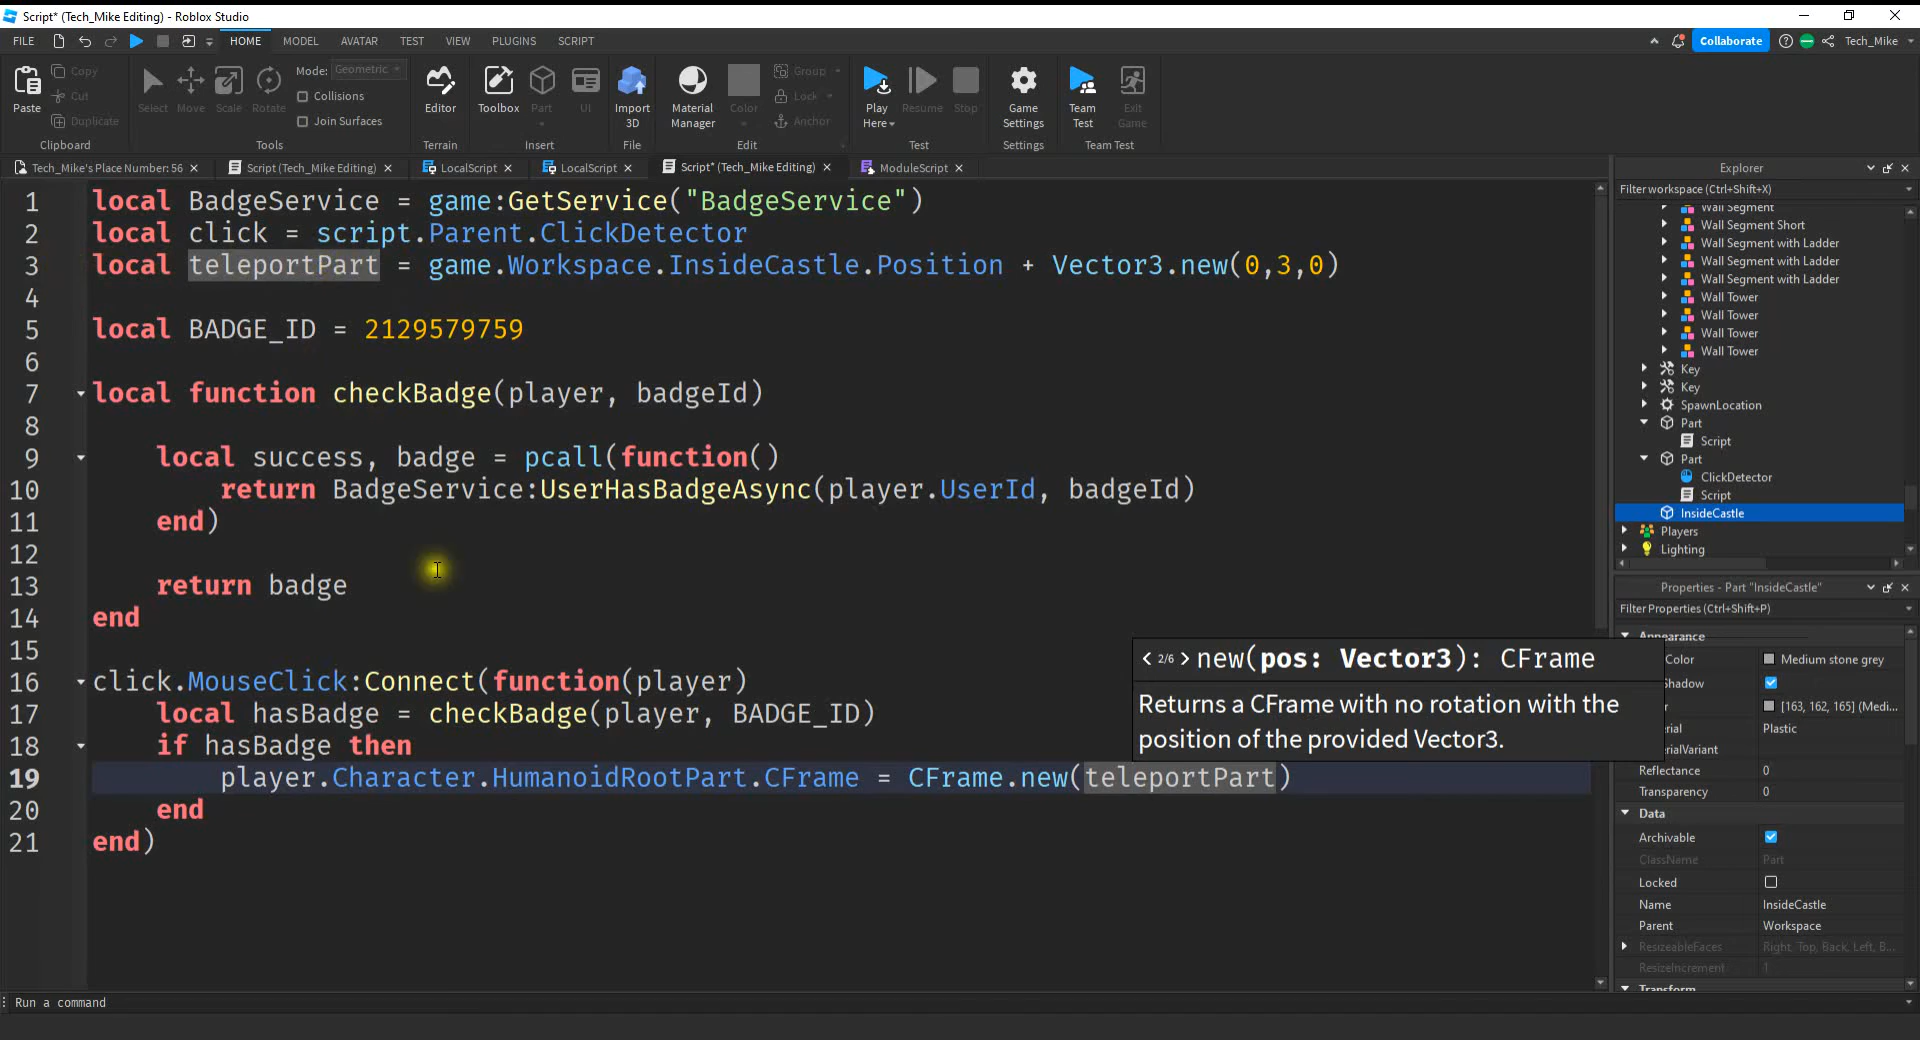 Script* (Tech_Mike Editing) - Roblox Studio
FILE HOME MODEL AVATAR TEST VIEW PLUGINS SCRIPT Collaborate Tech_Mike
Paste Copy Cut Duplicate Clipboard
Select Move Scale Rotate Mode: Geometric Collisions Join Surfaces Tools
Editor Terrain
Toolbox Part UI Insert
Import 3D File
Material Manager Color Group Lock Anchor Edit
Play Here Resume Stop Test
Game Settings Settings
Team Test Exit Game Team Test
Tech_Mike's Place Number: 56 Script (Tech_Mike Editing) LocalScript LocalScript Script* (Tech_Mike Editing) ModuleScript
1 local BadgeService = game:GetService("BadgeService")
2 local click = script.Parent.ClickDetector
3 local teleportPart = game.Workspace.InsideCastle.Position + Vector3.new(0,3,0)
4
5 local BADGE_ID = 2129579759
6
7 local function checkBadge(player, badgeId)
8
9 local success, badge = pcall(function()
10 return BadgeService:UserHasBadgeAsync(player.UserId, badgeId)
11 end)
12
13 return badge
14 end
15
16 click.MouseClick:Connect(function(player)
17 local hasBadge = checkBadge(player, BADGE_ID)
18 if hasBadge then
19 player.Character.HumanoidRootPart.CFrame = CFrame.new(teleportPart)
20 end
21 end)
< 2/6 > new(pos: Vector3): CFrame
Returns a CFrame with no rotation with the
position of the provided Vector3.
Explorer
Filter workspace (Ctrl+Shift+X)
Wall Segment
Wall Segment Short
Wall Segment with Ladder
Wall Segment with Ladder
Wall Segment with Ladder
Wall Tower
Wall Tower
Wall Tower
Wall Tower
Key
Key
SpawnLocation
Part
Script
Part
ClickDetector
Script
InsideCastle
Players
Lighting
Properties - Part "InsideCastle"
Filter Properties (Ctrl+Shift+P)
Appearance
Color Medium stone grey
hadow
r [163, 162, 165] (Medi...
rial Plastic
rialVariant
Reflectance 0
Transparency 0
Data
Archivable
ClassName Part
Locked
Name InsideCastle
Parent Workspace
ResizeableFaces Right, Top, Back, Left, B...
ResizeIncrement 1
Transform
Run a command